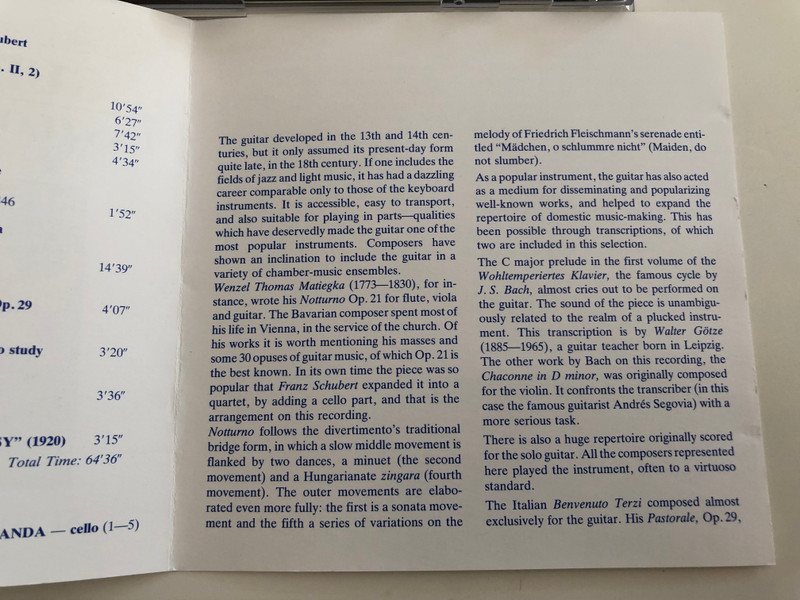 ubert
. II, 2)
10′54″
6′27″
7′42″
3′15″
4′34″
46
1′52″
14′39″
Op. 29
4′07″
o study
3′20″
3′36″
SY” (1920) 3′15″
Total Time: 64′36″
ANDA — cello (1—5)
The guitar developed in the 13th and 14th cen-
turies, but it only assumed its present-day form
quite late, in the 18th century. If one includes the
fields of jazz and light music, it has had a dazzling
career comparable only to those of the keyboard
instruments. It is accessible, easy to transport,
and also suitable for playing in parts—qualities
which have deservedly made the guitar one of the
most popular instruments. Composers have
shown an inclination to include the guitar in a
variety of chamber-music ensembles.
Wenzel Thomas Matiegka (1773—1830), for in-
stance, wrote his Notturno Op. 21 for flute, viola
and guitar. The Bavarian composer spent most of
his life in Vienna, in the service of the church. Of
his works it is worth mentioning his masses and
some 30 opuses of guitar music, of which Op. 21 is
the best known. In its own time the piece was so
popular that Franz Schubert expanded it into a
quartet, by adding a cello part, and that is the
arrangement on this recording.
Notturno follows the divertimento’s traditional
bridge form, in which a slow middle movement is
flanked by two dances, a minuet (the second
movement) and a Hungarianate zingara (fourth
movement). The outer movements are elabo-
rated even more fully: the first is a sonata move-
ment and the fifth a series of variations on the
melody of Friedrich Fleischmann’s serenade enti-
tled “Mädchen, o schlummre nicht” (Maiden, do
not slumber).
As a popular instrument, the guitar has also acted
as a medium for disseminating and popularizing
well-known works, and helped to expand the
repertoire of domestic music-making. This has
been possible through transcriptions, of which
two are included in this selection.
The C major prelude in the first volume of the
Wohltemperiertes Klavier, the famous cycle by
J. S. Bach, almost cries out to be performed on
the guitar. The sound of the piece is unambigu-
ously related to the realm of a plucked instru-
ment. This transcription is by Walter Götze
(1885—1965), a guitar teacher born in Leipzig.
The other work by Bach on this recording, the
Chaconne in D minor, was originally composed
for the violin. It confronts the transcriber (in this
case the famous guitarist Andrés Segovia) with a
more serious task.
There is also a huge repertoire originally scored
for the solo guitar. All the composers represented
here played the instrument, often to a virtuoso
standard.
The Italian Benvenuto Terzi composed almost
exclusively for the guitar. His Pastorale, Op. 29,